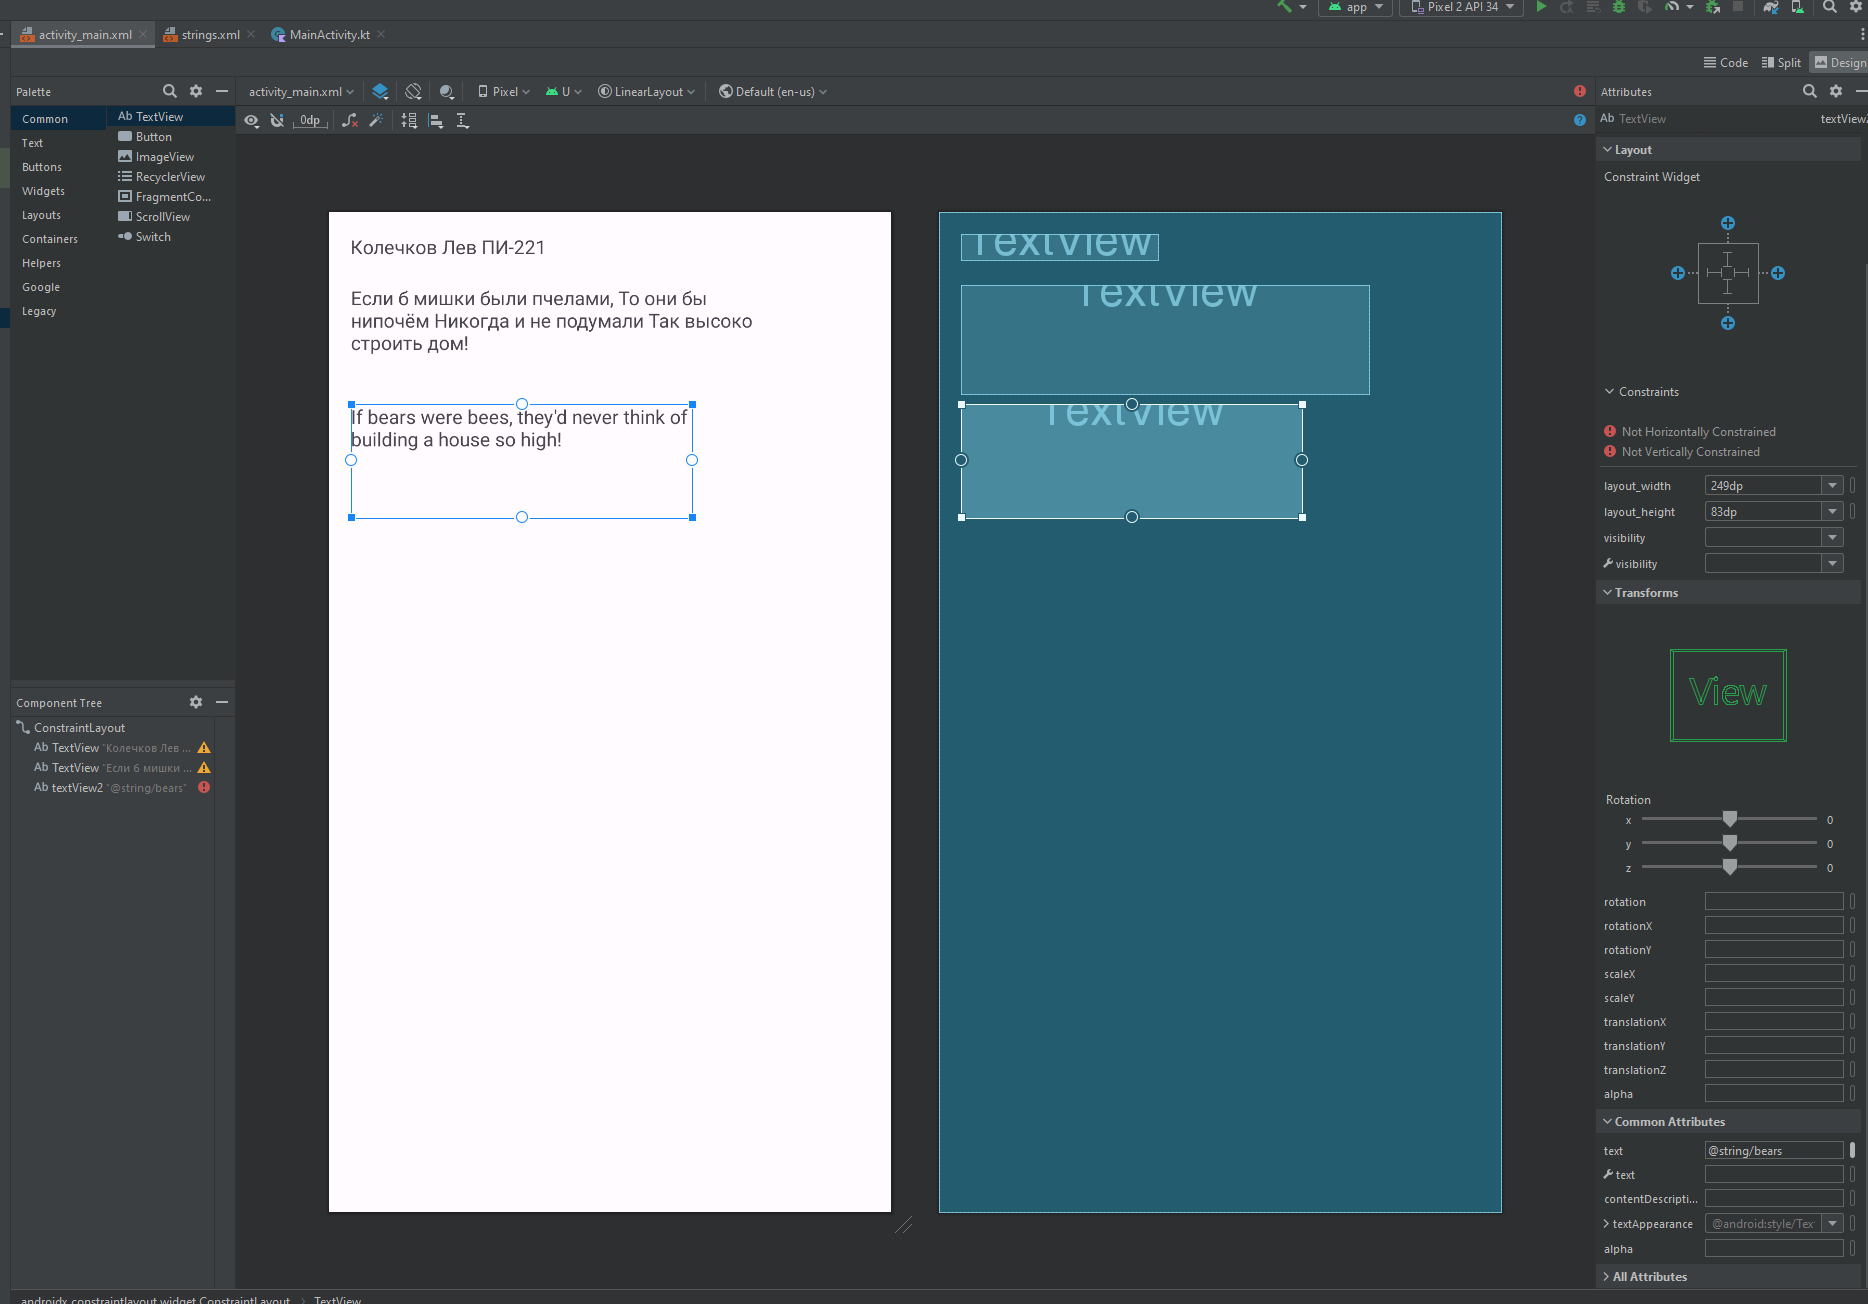 app
Pixel 2 API 34
activity_main.xml
strings.xml
MainActivity.kt
Code
Split
Design
Palette
activity_main.xml
Pixel
U
LinearLayout
Default (en-us)
Attributes
Common
Text
Buttons
Widgets
Layouts
Containers
Helpers
Google
Legacy
Ab TextView
Button
ImageView
RecyclerView
FragmentCo...
ScrollView
Switch
0dp
Ab TextView
textView2
Layout
Constraint Widget
Колечков Лев ПИ-221
Если б мишки были пчелами, То они бы
нипочём Никогда и не подумали Так высоко
строить дом!
If bears were bees, they'd never think of
building a house so high!
TextView
TextView
TextView
Constraints
Not Horizontally Constrained
Not Vertically Constrained
layout_width 249dp
layout_height 83dp
visibility
visibility
Transforms
View
Component Tree
ConstraintLayout
Ab TextView "Колечков Лев ...
Ab TextView "Если б мишки ...
Ab textView2 "@string/bears"
Rotation
x 0
y 0
z 0
rotation
rotationX
rotationY
scaleX
scaleY
translationX
translationY
translationZ
alpha
Common Attributes
text @string/bears
text
contentDescripti...
textAppearance @android:style/Tex
alpha
All Attributes
androidx.constraintlayout.widget.ConstraintLayout
TextView